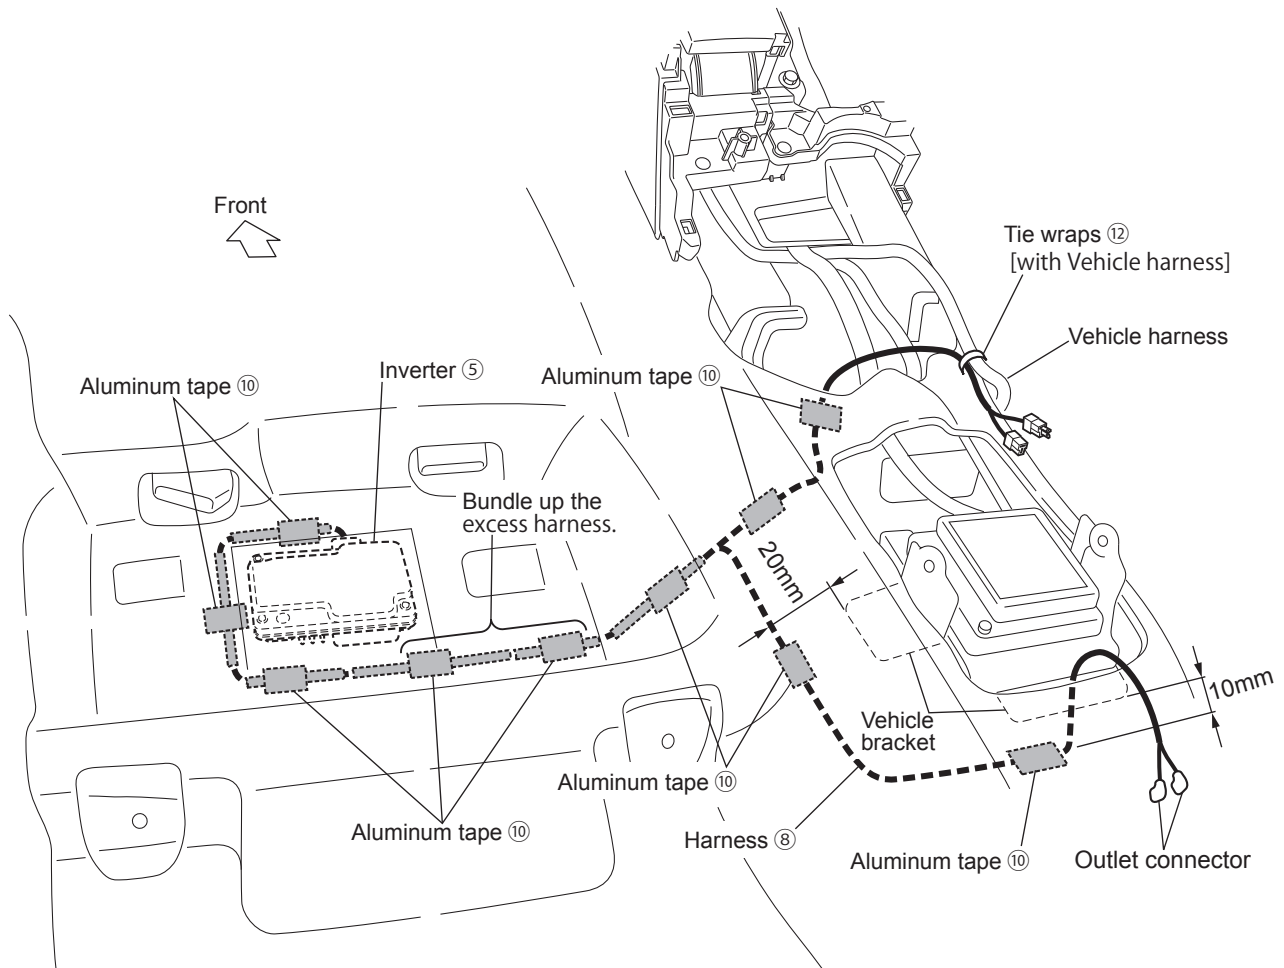 Front
Tie wraps ⑫
[with Vehicle harness]
Vehicle harness
Aluminum tape ⑩
Inverter ⑤
Aluminum tape ⑩
Bundle up the
excess harness.
20mm
10mm
Vehicle
bracket
Aluminum tape ⑩
Aluminum tape ⑩
Harness ⑧
Aluminum tape ⑩
Outlet connector